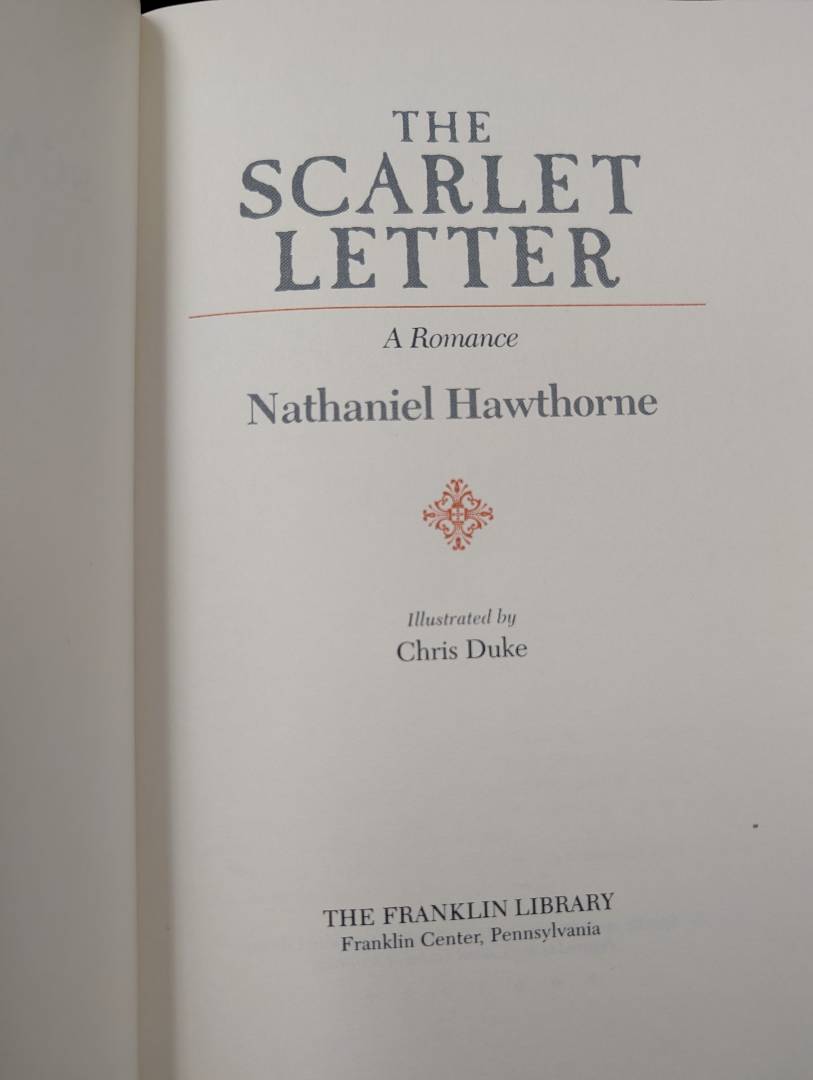 THE
SCARLET
LETTER
A Romance
Nathaniel Hawthorne
Illustrated by
Chris Duke
THE FRANKLIN LIBRARY
Franklin Center, Pennsylvania